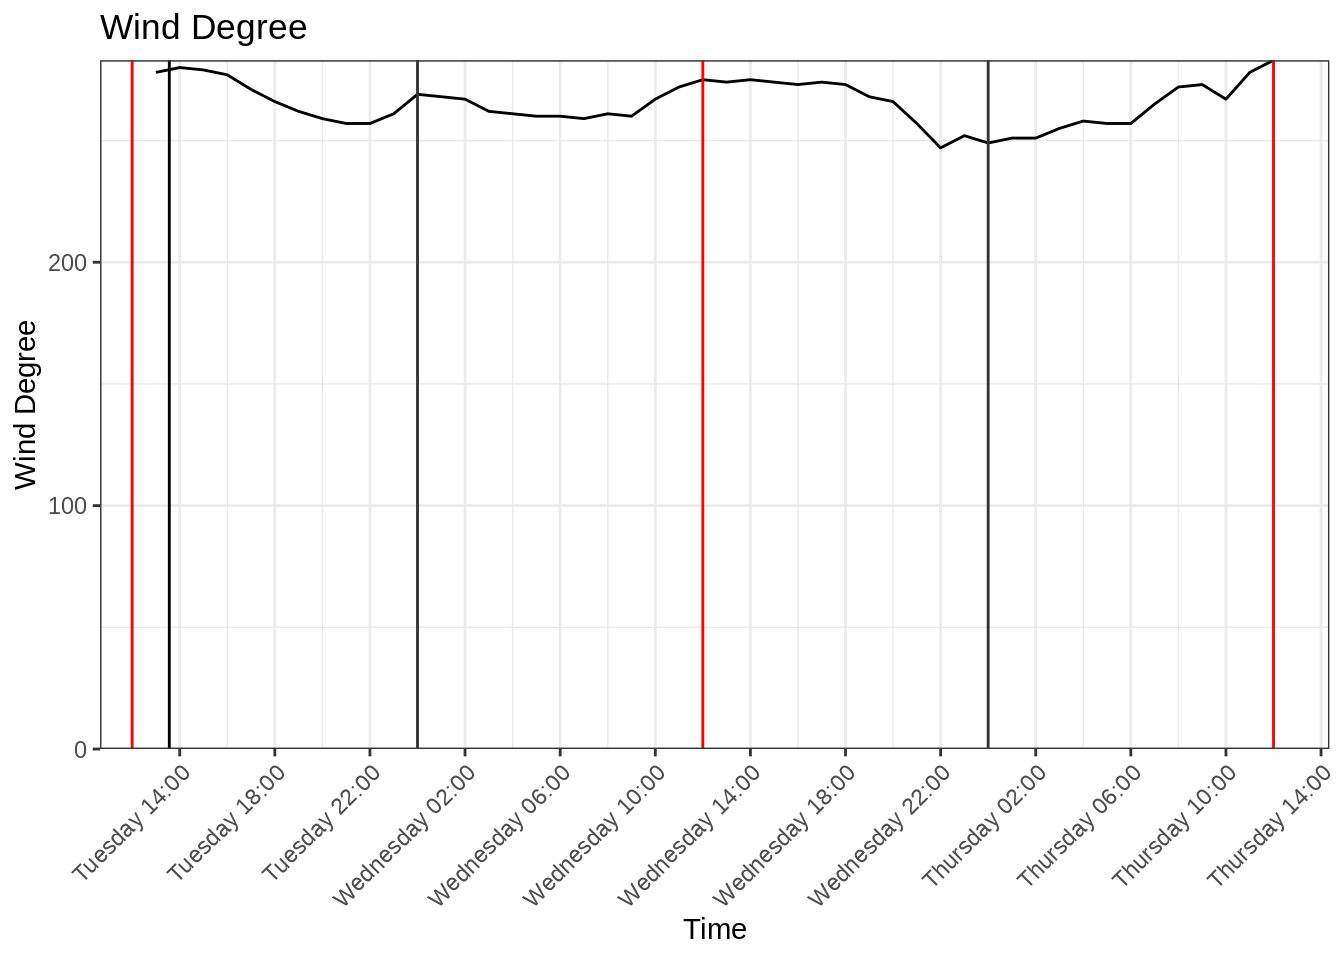 Wind Degree
Wind Degree
200
100
0
Tuesday 14:00
Tuesday 18:00
Tuesday 22:00
Wednesday 02:00
Wednesday 06:00
Wednesday 10:00
Wednesday 14:00
Wednesday 18:00
Wednesday 22:00
Thursday 02:00
Thursday 06:00
Thursday 10:00
Thursday 14:00
Time